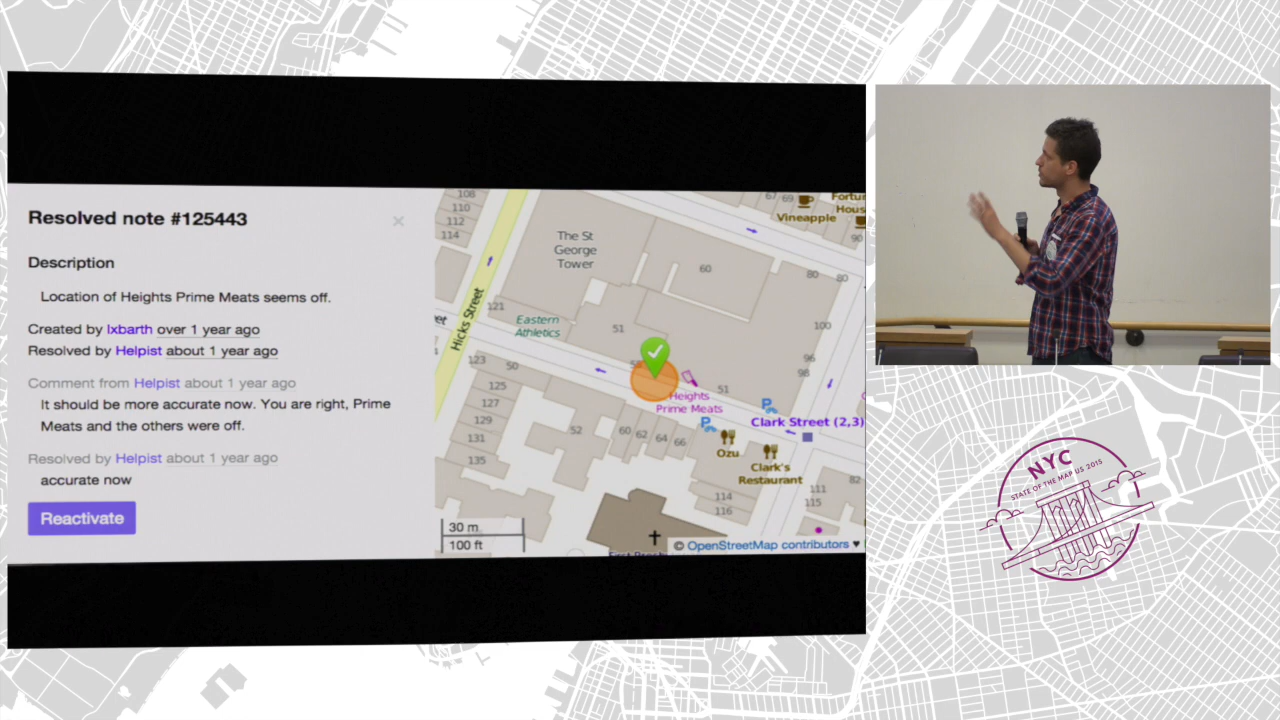 Resolved note #125443
×
Description
Location of Heights Prime Meats seems off.
Created by lxbarth over 1 year ago
Resolved by Helpist about 1 year ago
Comment from Helpist about 1 year ago
It should be more accurate now. You are right, Prime
Meats and the others were off.
Resolved by Helpist about 1 year ago
accurate now
Reactivate
108
110
112
114
The St
George
Tower
60
67
69
Vineapple
90
80
80
Hicks Street
121
Eastern
Athletics
51
100
96
98
123
50
125
127
129
131
135
52
51
Heights
Prime Meats
60
62
64
66
Clark Street (2,3)
Ozu
Clark's
Restaurant
114
116
111
115
82
30 m
100 ft
© OpenStreetMap contributors ♥
NYC
STATE OF THE MAP US 2015